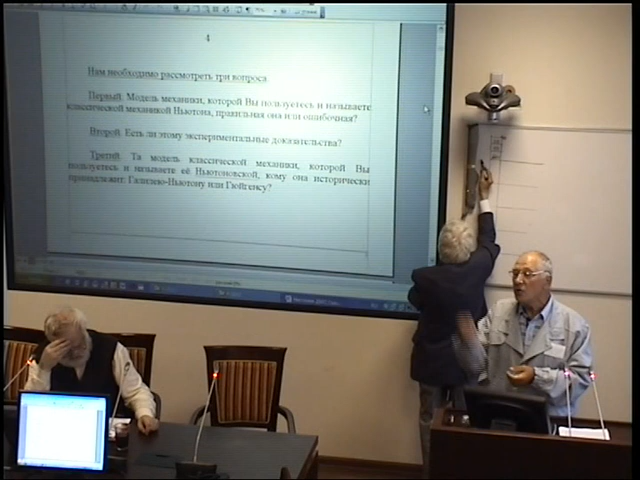 4
Нам необходимо рассмотреть три вопроса
Первый. Модель механики, которой Вы пользуетесь и называете
классической механикой Ньютона, правильная она или ошибочная?
Второй. Есть ли этому экспериментальные доказательства?
Третий. Та модель классической механики, которой Вы
пользуетесь и называете её Ньютоновской, кому она исторически
принадлежит: Галилею-Ньютону или Гюйгенсу?